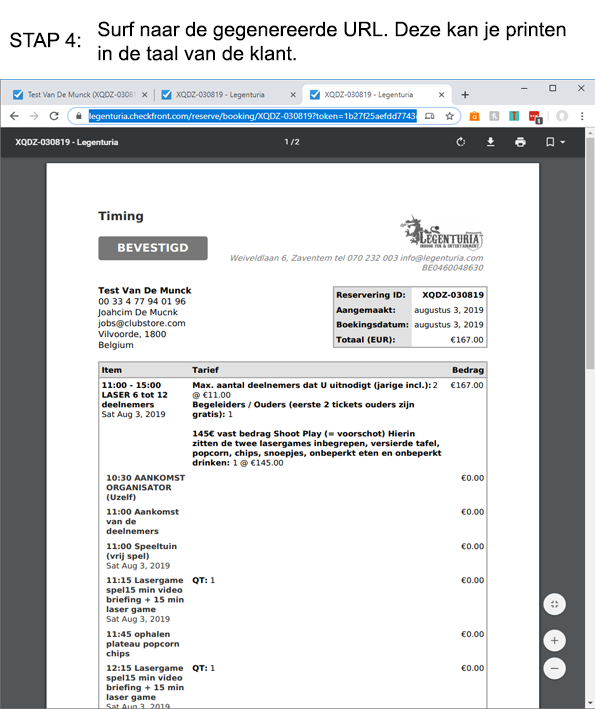 STAP 4:
Surf naar de gegenereerde URL. Deze kan je printen
in de taal van de klant.
Test Van De Munck (XQDZ-0308
XQDZ-030819 - Legenturia
XQDZ-030819 - Legenturia
legenturia.checkfront.com/reserve/booking/XQDZ-030819?token=1b27f25aefdd7743
XQDZ-030819 - Legenturia
1 / 2
Timing
BEVESTIGD
LEGENTURIA
INDOOR FUN & ENTERTAINMENT
Weiveldlaan 6, Zaventem tel 070 232 003 info@legenturia.com
BE0460048630
Test Van De Munck
00 33 4 77 94 01 96
Joahcim De Mucnk
jobs@clubstore.com
Vilvoorde, 1800
Belgium
Reservering ID: XQDZ-030819
Aangemaakt: augustus 3, 2019
Boekingsdatum: augustus 3, 2019
Totaal (EUR): €167.00
Item Tarief Bedrag
11:00 - 15:00
LASER 6 tot 12
deelnemers
Sat Aug 3, 2019
Max. aantal deelnemers dat U uitnodigt (jarige incl.): 2
@ €11.00
Begeleiders / Ouders (eerste 2 tickets ouders zijn
gratis): 1
145€ vast bedrag Shoot Play (= voorschot) Hierin
zitten de twee lasergames inbegrepen, versierde tafel,
popcorn, chips, snoepjes, onbeperkt eten en onbeperkt
drinken: 1 @ €145.00
€167.00
10:30 AANKOMST
ORGANISATOR
(Uzelf)
€0.00
11:00 Aankomst
van de
deelnemers
€0.00
11:00 Speeltuin
(vrij spel)
Sat Aug 3, 2019
€0.00
11:15 Lasergame
spel15 min video
briefing + 15 min
laser game
Sat Aug 3, 2019
QT: 1
€0.00
11:45 ophalen
plateau popcorn
chips
€0.00
12:15 Lasergame
spel15 min video
briefing + 15 min
laser game
Sat Aug 3, 2019
QT: 1
€0.00